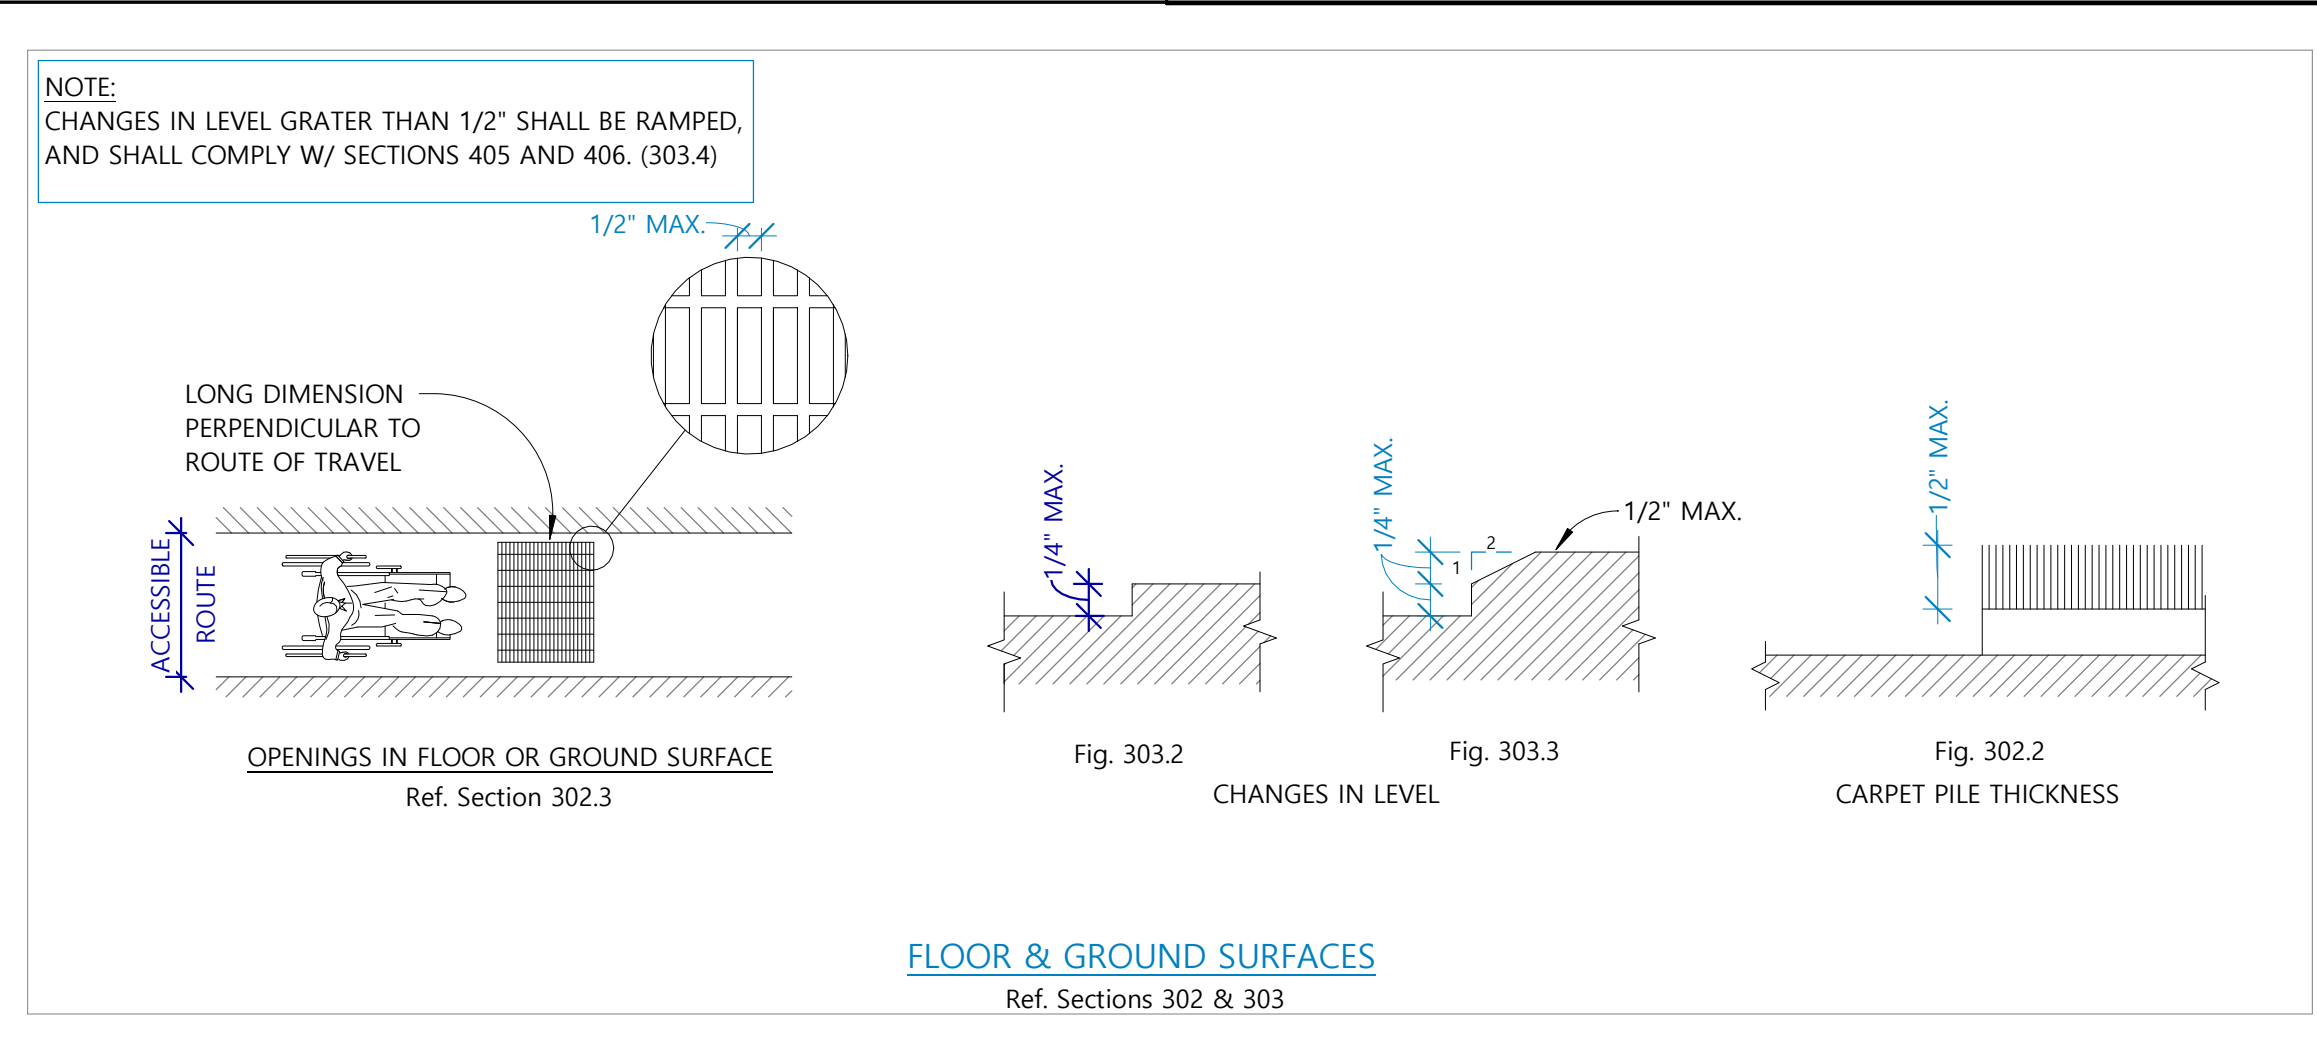 NOTE:
CHANGES IN LEVEL GRATER THAN 1/2" SHALL BE RAMPED,
AND SHALL COMPLY W/ SECTIONS 405 AND 406. (303.4)
1/2" MAX.
LONG DIMENSION
PERPENDICULAR TO
ROUTE OF TRAVEL
ACCESSIBLE
ROUTE
OPENINGS IN FLOOR OR GROUND SURFACE
Ref. Section 302.3
1/4" MAX.
Fig. 303.2
1/4" MAX.
2
1
1/2" MAX.
Fig. 303.3
CHANGES IN LEVEL
1/2" MAX.
Fig. 302.2
CARPET PILE THICKNESS
FLOOR & GROUND SURFACES
Ref. Sections 302 & 303